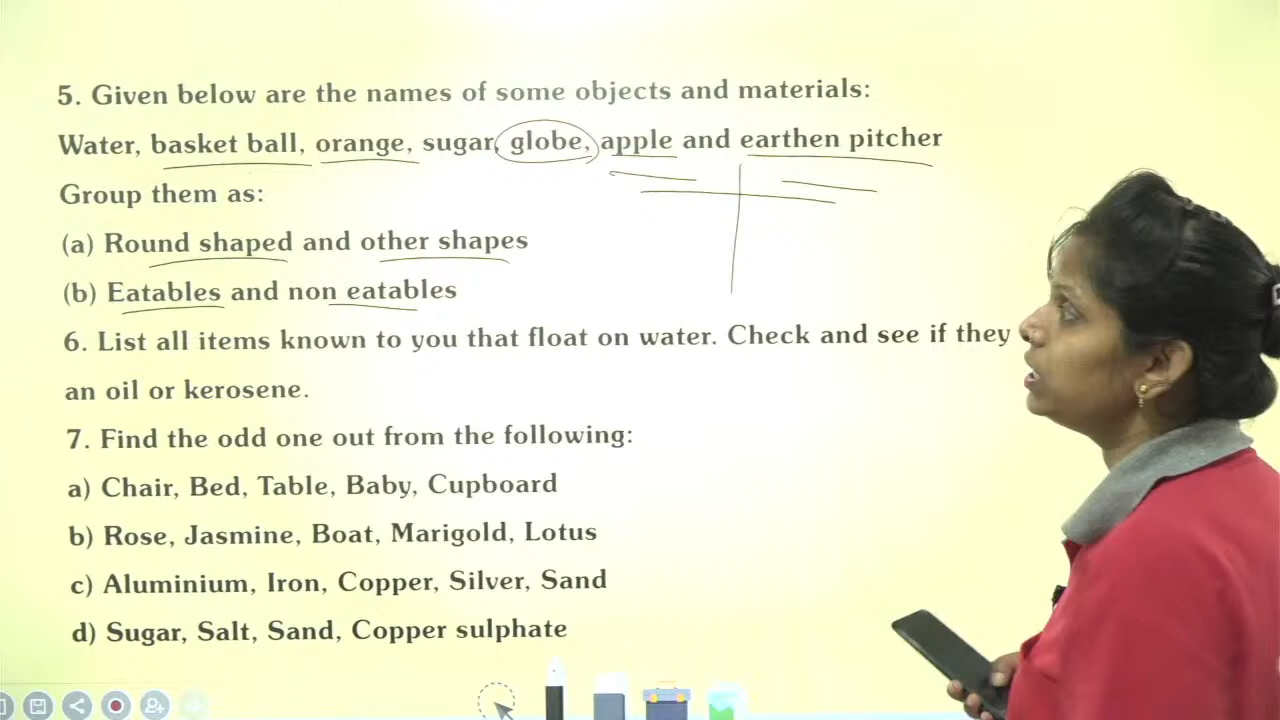 5. Given below are the names of some objects and materials:
Water, basket ball, orange, sugar, globe, apple and earthen pitcher
Group them as:
(a) Round shaped and other shapes
(b) Eatables and non eatables
6. List all items known to you that float on water. Check and see if they
an oil or kerosene.
7. Find the odd one out from the following:
a) Chair, Bed, Table, Baby, Cupboard
b) Rose, Jasmine, Boat, Marigold, Lotus
c) Aluminium, Iron, Copper, Silver, Sand
d) Sugar, Salt, Sand, Copper sulphate